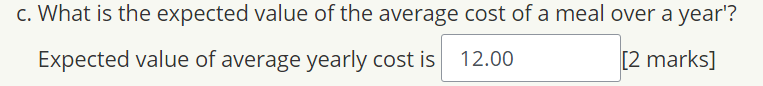 c. What is the expected value of the average cost of a meal over a year'?
Expected value of average yearly cost is 12.00 [2 marks]